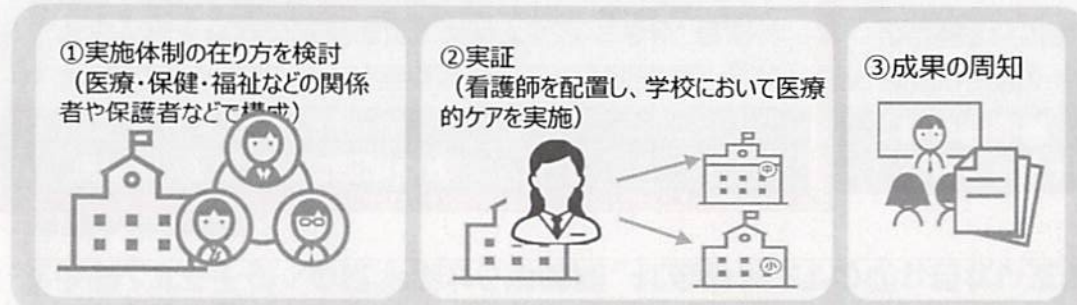 ①実施体制の在り方を検討
（医療・保健・福祉などの関係
者や保護者などで構成）
②実証
（看護師を配置し、学校において医療
的ケアを実施）
中
小
③成果の周知